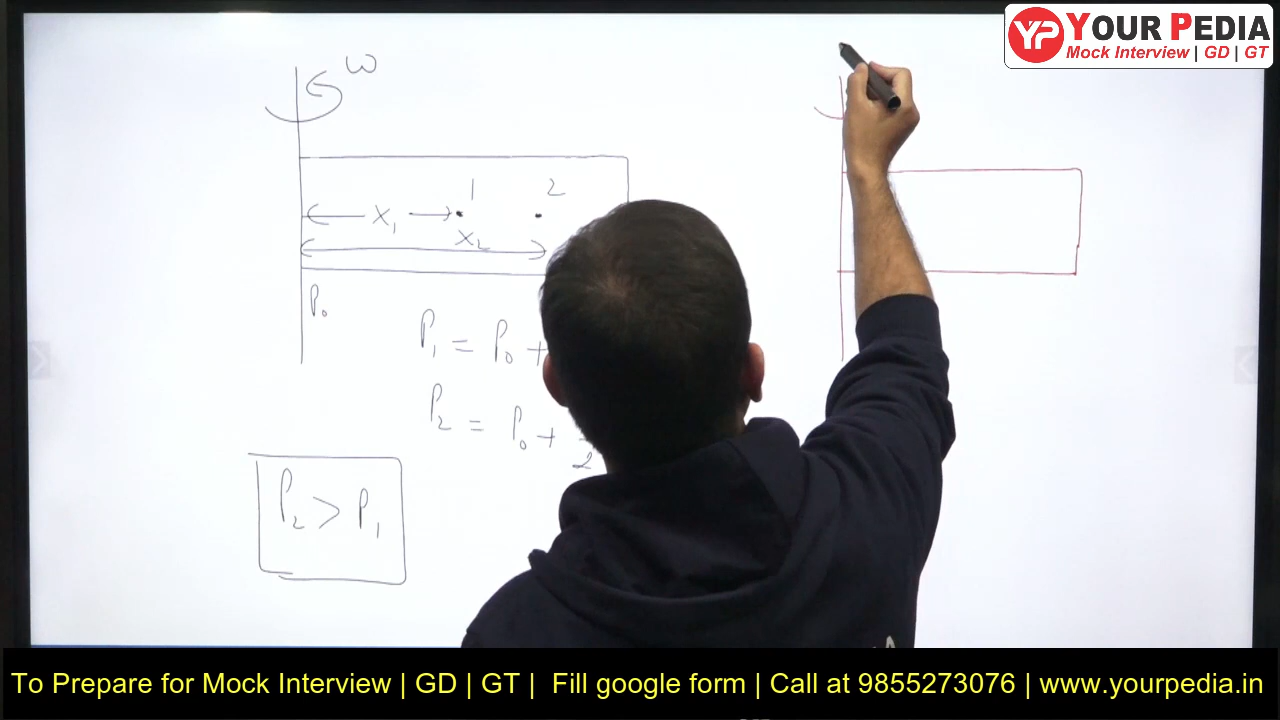 YP YOUR PEDIA
Mock Interview | GD | GT
ω
1 2
x₁
x₂
P₀
P₁ = P₀ +
P₂ = P₀ +
2
P₂ > P₁
To Prepare for Mock Interview | GD | GT | Fill google form | Call at 9855273076 | www.yourpedia.in